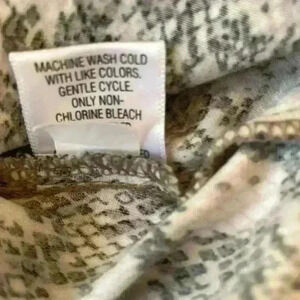 MACHINE WASH COLD
WITH LIKE COLORS,
GENTLE CYCLE.
ONLY NON-
CHLORINE BLEACH